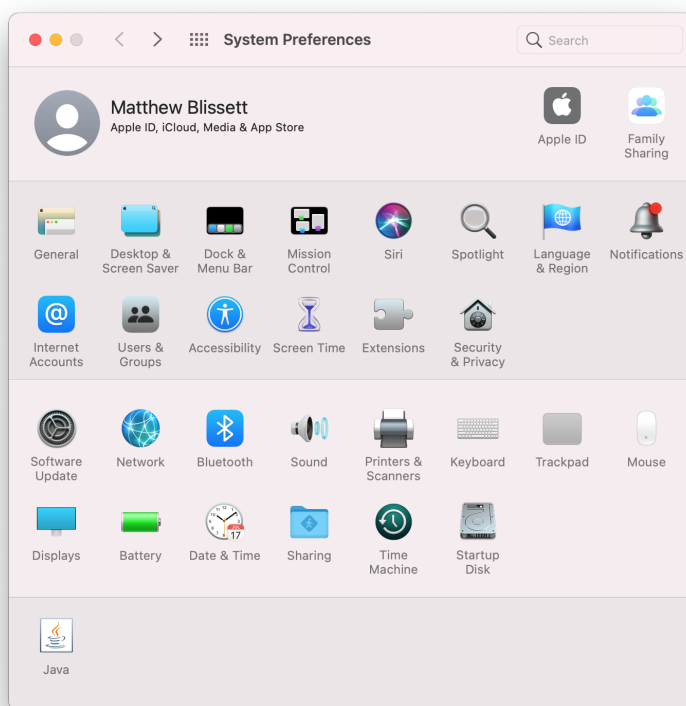 System Preferences
Search
Matthew Blissett
Apple ID, iCloud, Media & App Store
Apple ID
Family
Sharing
General
Desktop &
Screen Saver
Dock &
Menu Bar
Mission
Control
Siri
Spotlight
Language
& Region
Notifications
Internet
Accounts
Users &
Groups
Accessibility
Screen Time
Extensions
Security
& Privacy
Software
Update
Network
Bluetooth
Sound
Printers &
Scanners
Keyboard
Trackpad
Mouse
Displays
Battery
17
Date & Time
Sharing
Time
Machine
Startup
Disk
Java